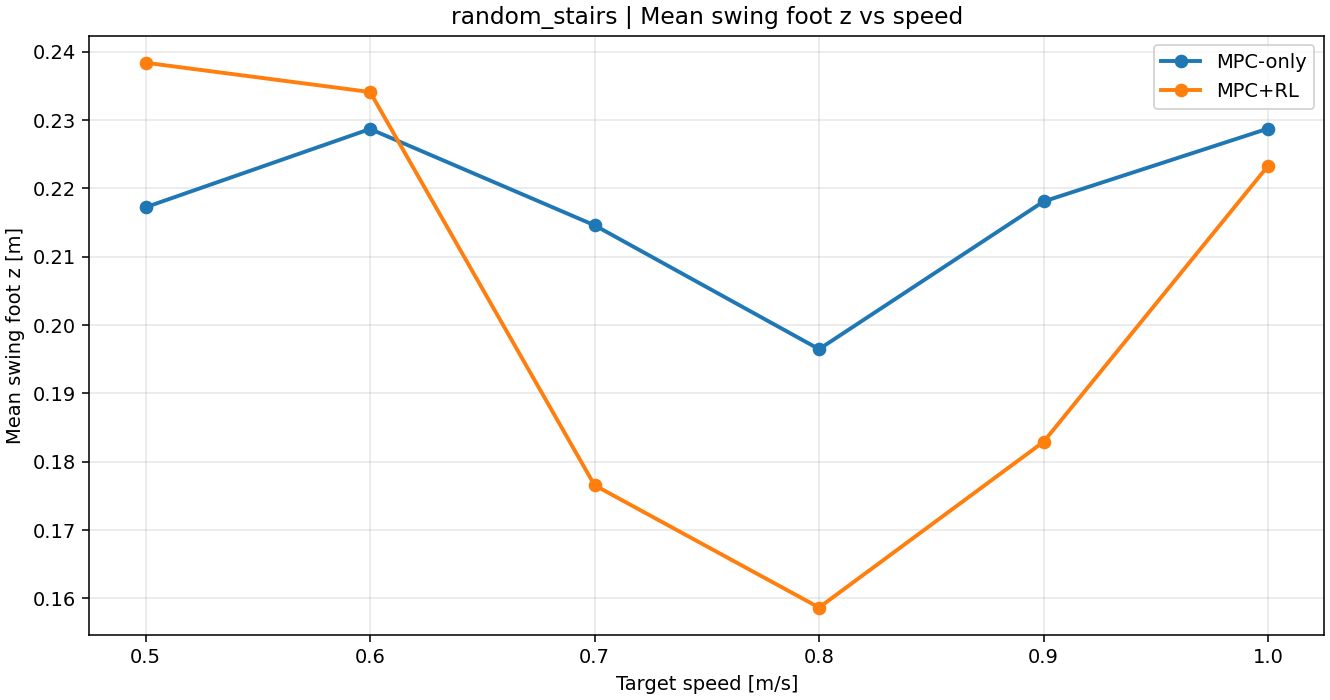 random_stairs | Mean swing foot z vs speed
MPC-only
MPC+RL
Mean swing foot z [m]
0.24
0.23
0.22
0.21
0.20
0.19
0.18
0.17
0.16
0.5 0.6 0.7 0.8 0.9 1.0
Target speed [m/s]